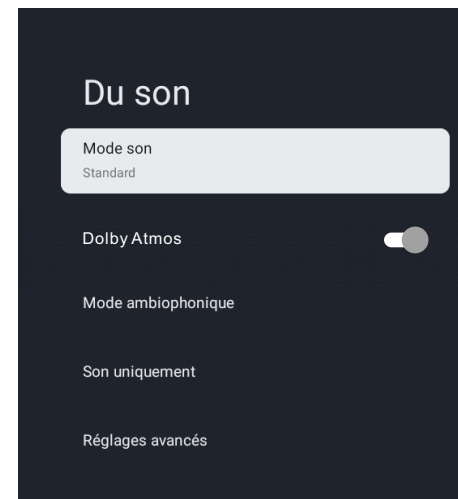 Du son
Mode son
Standard
Dolby Atmos
Mode ambiophonique
Son uniquement
Réglages avancés